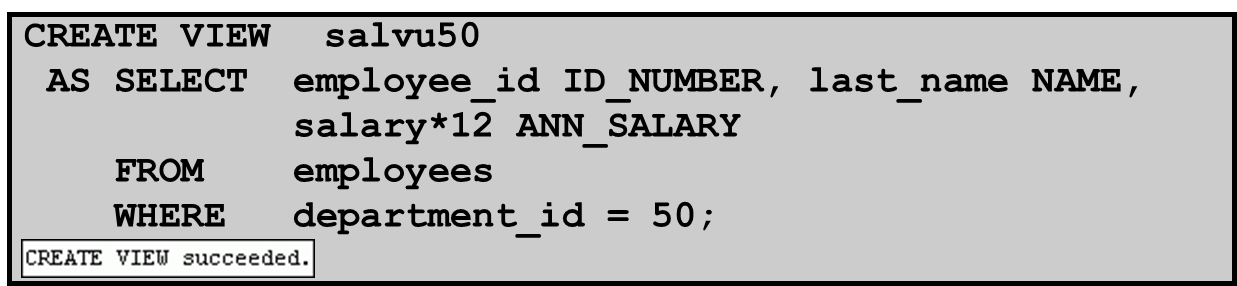 CREATE VIEW salvu50
AS SELECT employee_id ID_NUMBER, last_name NAME,
salary*12 ANN_SALARY
FROM employees
WHERE department_id = 50;
CREATE VIEW succeeded.